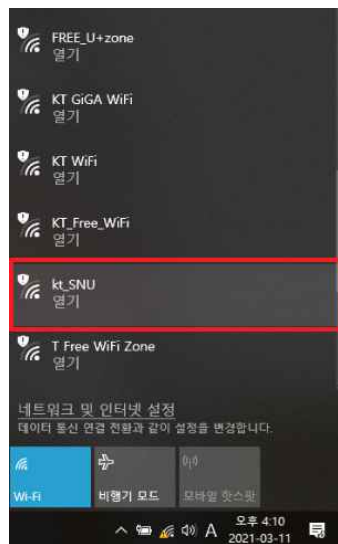 FREE_U+zone
열기
KT GiGA WiFi
열기
KT WiFi
열기
KT_Free_WiFi
열기
kt_SNU
열기
T Free WiFi Zone
열기
네트워크 및 인터넷 설정
데이터 통신 연결 전환과 같이 설정을 변경합니다.
Wi-Fi 비행기 모드 모바일 핫스팟
A 오후 4:10
2021-03-11